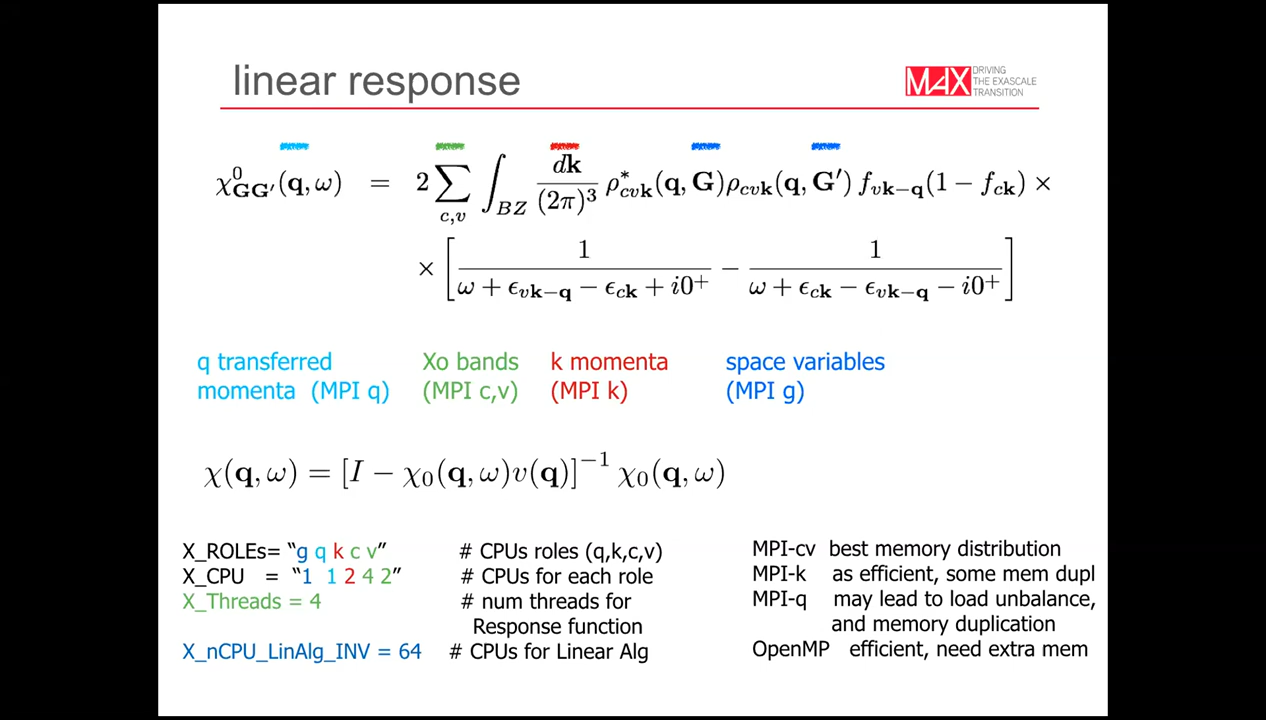 linear response
MAX DRIVING
THE EXASCALE
TRANSITION
χ⁰_GG′(q, ω) = 2 ∑_{c,v} ∫_BZ dk/(2π)³ ρ*_cvk(q, G)ρ_cvk(q, G′) f_vk−q(1 − f_ck) ×
× [ 1/(ω + ϵ_vk−q − ϵ_ck + i0⁺) − 1/(ω + ϵ_ck − ϵ_vk−q − i0⁺) ]
q transferred
momenta (MPI q)
Xo bands
(MPI c,v)
k momenta
(MPI k)
space variables
(MPI g)
χ(q, ω) = [I − χ₀(q, ω)v(q)]⁻¹ χ₀(q, ω)
X_ROLEs= “g q k c v” # CPUs roles (q,k,c,v)
X_CPU = “1 1 2 4 2” # CPUs for each role
X_Threads = 4 # num threads for
Response function
X_nCPU_LinAlg_INV = 64 # CPUs for Linear Alg
MPI-cv best memory distribution
MPI-k as efficient, some mem dupl
MPI-q may lead to load unbalance,
and memory duplication
OpenMP efficient, need extra mem